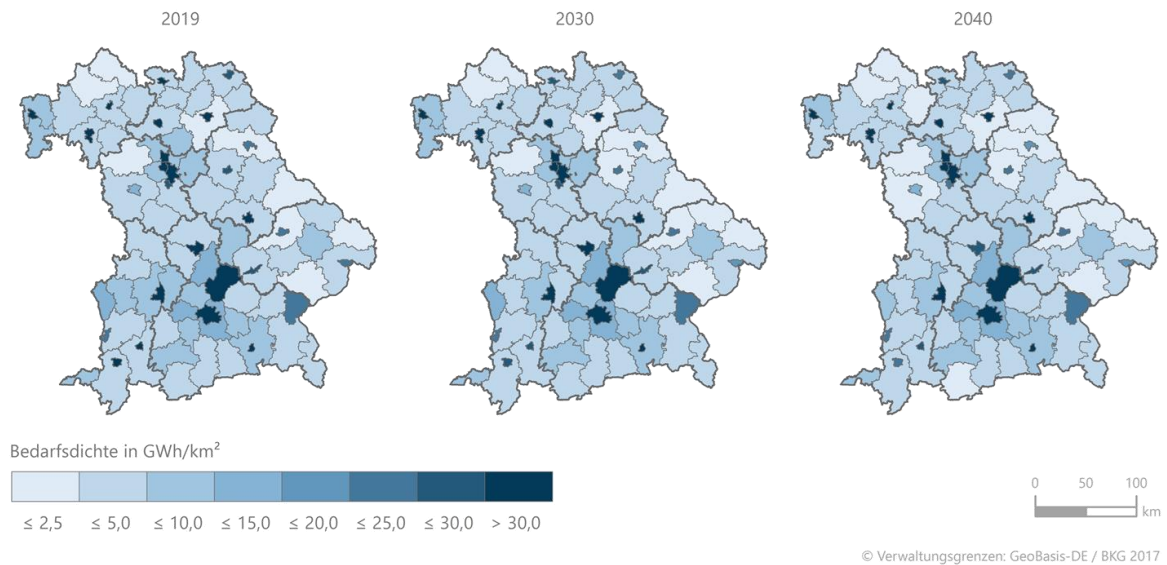 2019 2030 2040
Bedarfsdichte in GWh/km²
≤ 2,5 ≤ 5,0 ≤ 10,0 ≤ 15,0 ≤ 20,0 ≤ 25,0 ≤ 30,0 > 30,0
0 50 100
km
© Verwaltungsgrenzen: GeoBasis-DE / BKG 2017